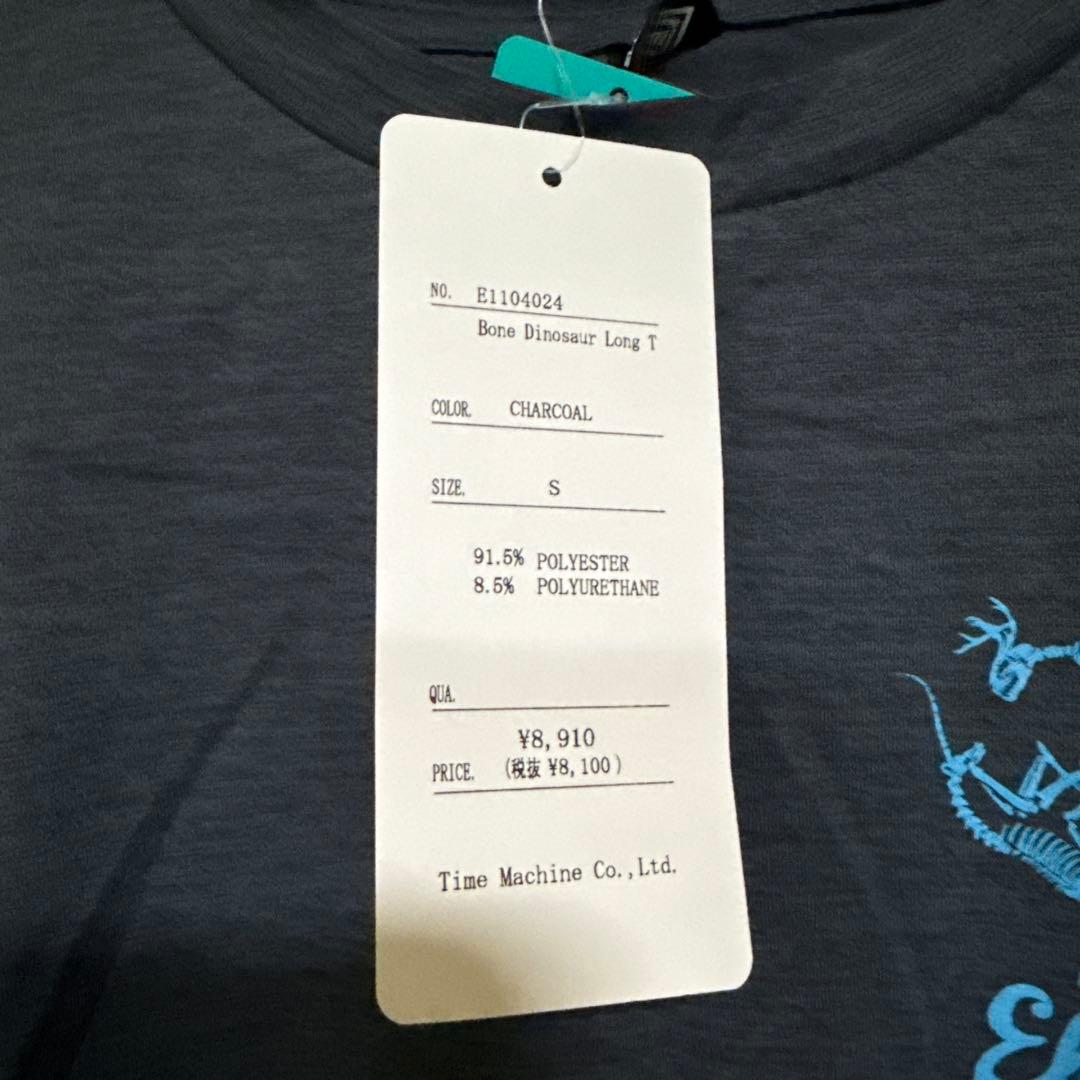 NO. E1104024
Bone Dinosaur Long T
COLOR. CHARCOAL
SIZE. S
91.5% POLYESTER
8.5% POLYURETHANE
QUA.
¥8,910
PRICE. (税抜 ¥8,100)
Time Machine Co.,Ltd.